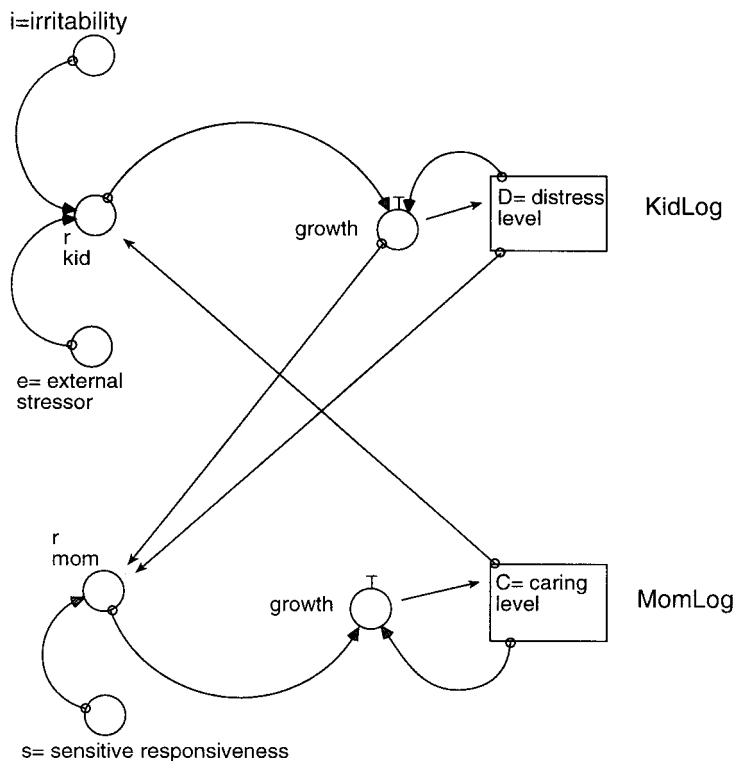 i=irritability
r
kid
growth
D= distress
level
KidLog
e= external
stressor
r
mom
growth
C= caring
level
MomLog
s= sensitive responsiveness